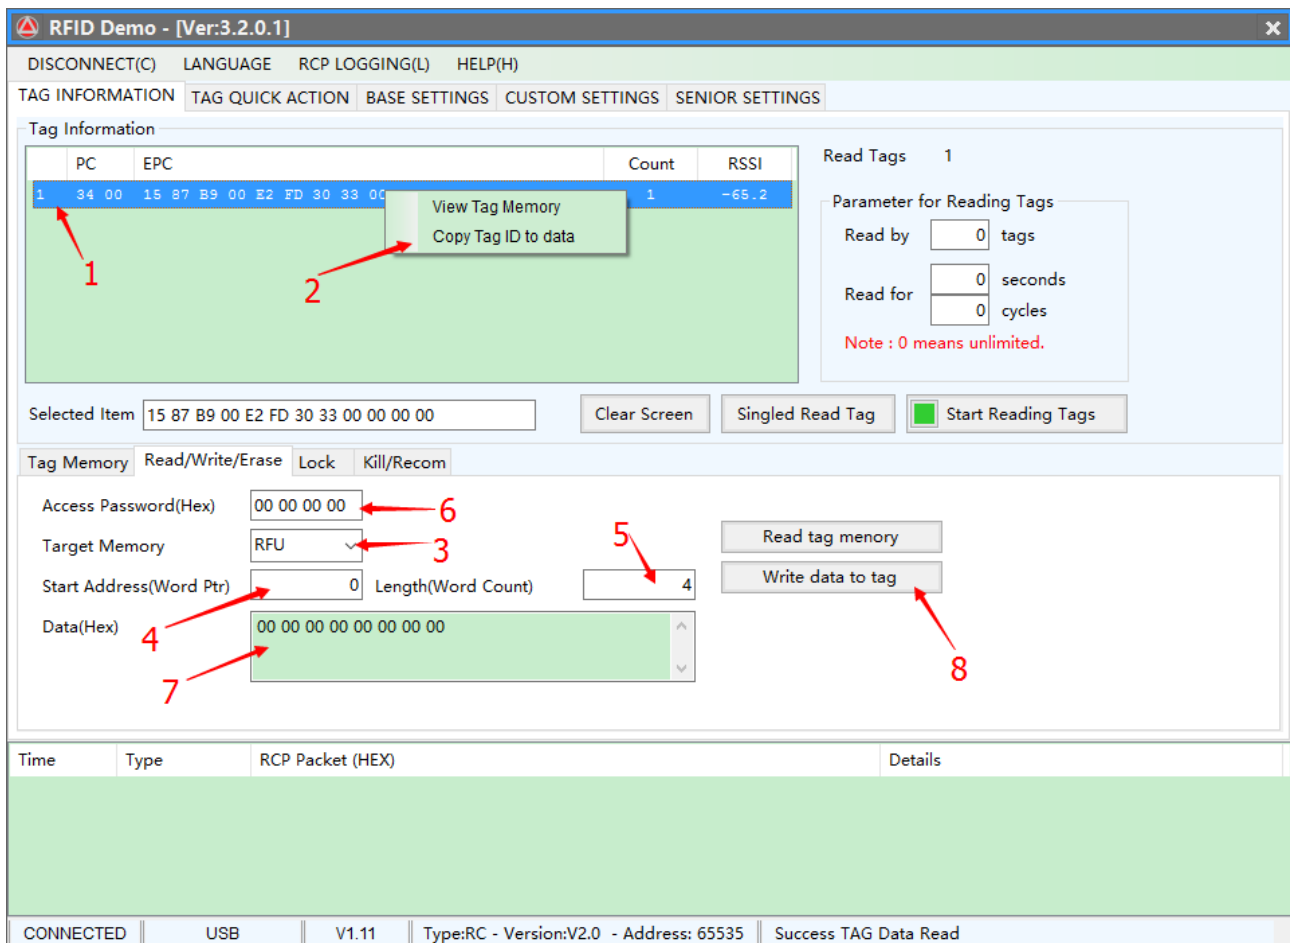 RFID Demo - [Ver:3.2.0.1]
DISCONNECT(C) LANGUAGE RCP LOGGING(L) HELP(H)
TAG INFORMATION TAG QUICK ACTION BASE SETTINGS CUSTOM SETTINGS SENIOR SETTINGS
Tag Information
PC EPC Count RSSI
1 34 00 15 87 B9 00 E2 FD 30 33 00 1 -65.2
View Tag Memory
Copy Tag ID to data
1
2
Read Tags 1
Parameter for Reading Tags
Read by 0 tags
Read for 0 seconds
0 cycles
Note : 0 means unlimited.
Selected Item 15 87 B9 00 E2 FD 30 33 00 00 00 00 Clear Screen Singled Read Tag Start Reading Tags
Tag Memory Read/Write/Erase Lock Kill/Recom
Access Password(Hex) 00 00 00 00 6
Target Memory RFU 3 5 Read tag menory
Start Address(Word Ptr) 0 Length(Word Count) 4 Write data to tag
Data(Hex) 00 00 00 00 00 00 00 00
4
7
8
Time Type RCP Packet (HEX) Details
CONNECTED USB V1.11 Type:RC - Version:V2.0 - Address: 65535 Success TAG Data Read